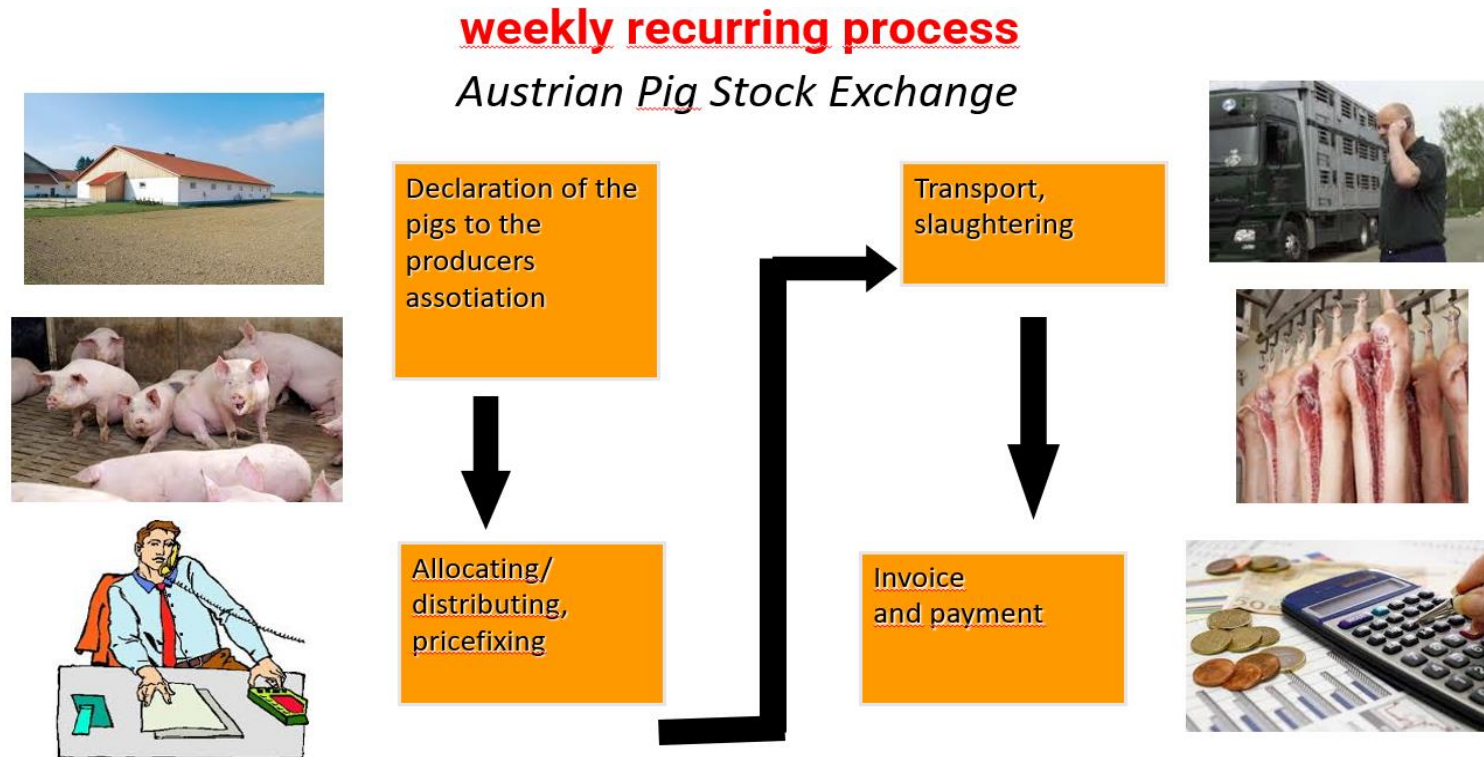 weekly recurring process
Austrian Pig Stock Exchange
Declaration of the
pigs to the
producers
assotiation
Allocating/
distributing,
pricefixing
Transport,
slaughtering
Invoice
and payment